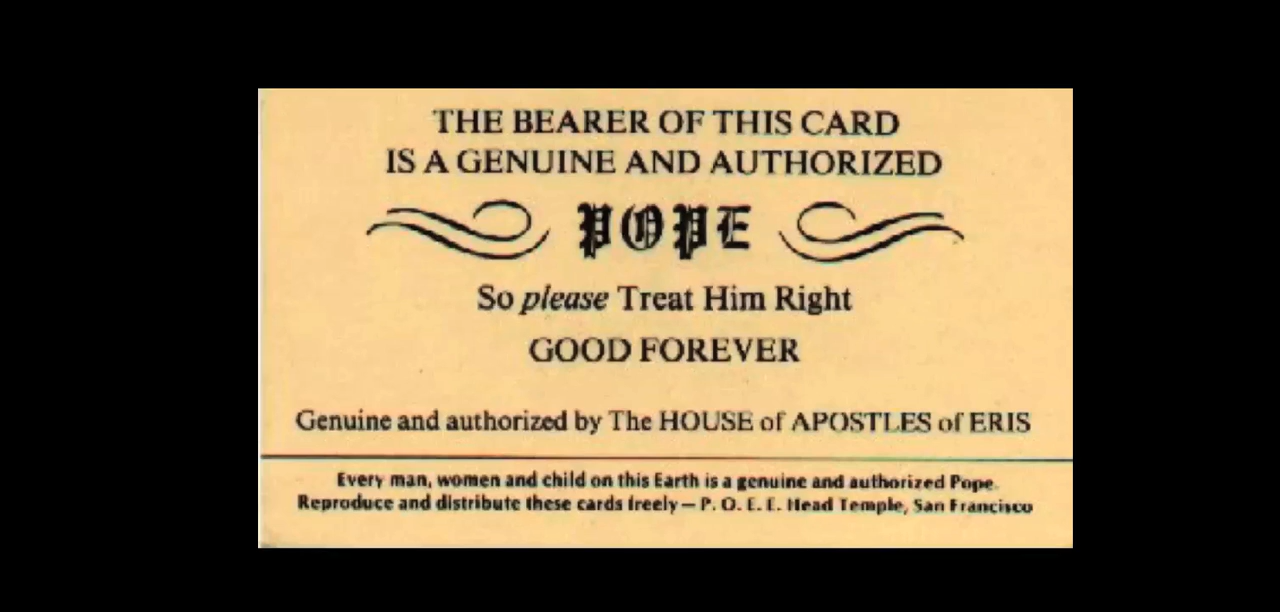 THE BEARER OF THIS CARD
IS A GENUINE AND AUTHORIZED
POPE
So please Treat Him Right
GOOD FOREVER
Genuine and authorized by The HOUSE of APOSTLES of ERIS
Every man, women and child on this Earth is a genuine and authorized Pope.
Reproduce and distribute these cards freely — P. O. E. E. Head Temple, San Francisco